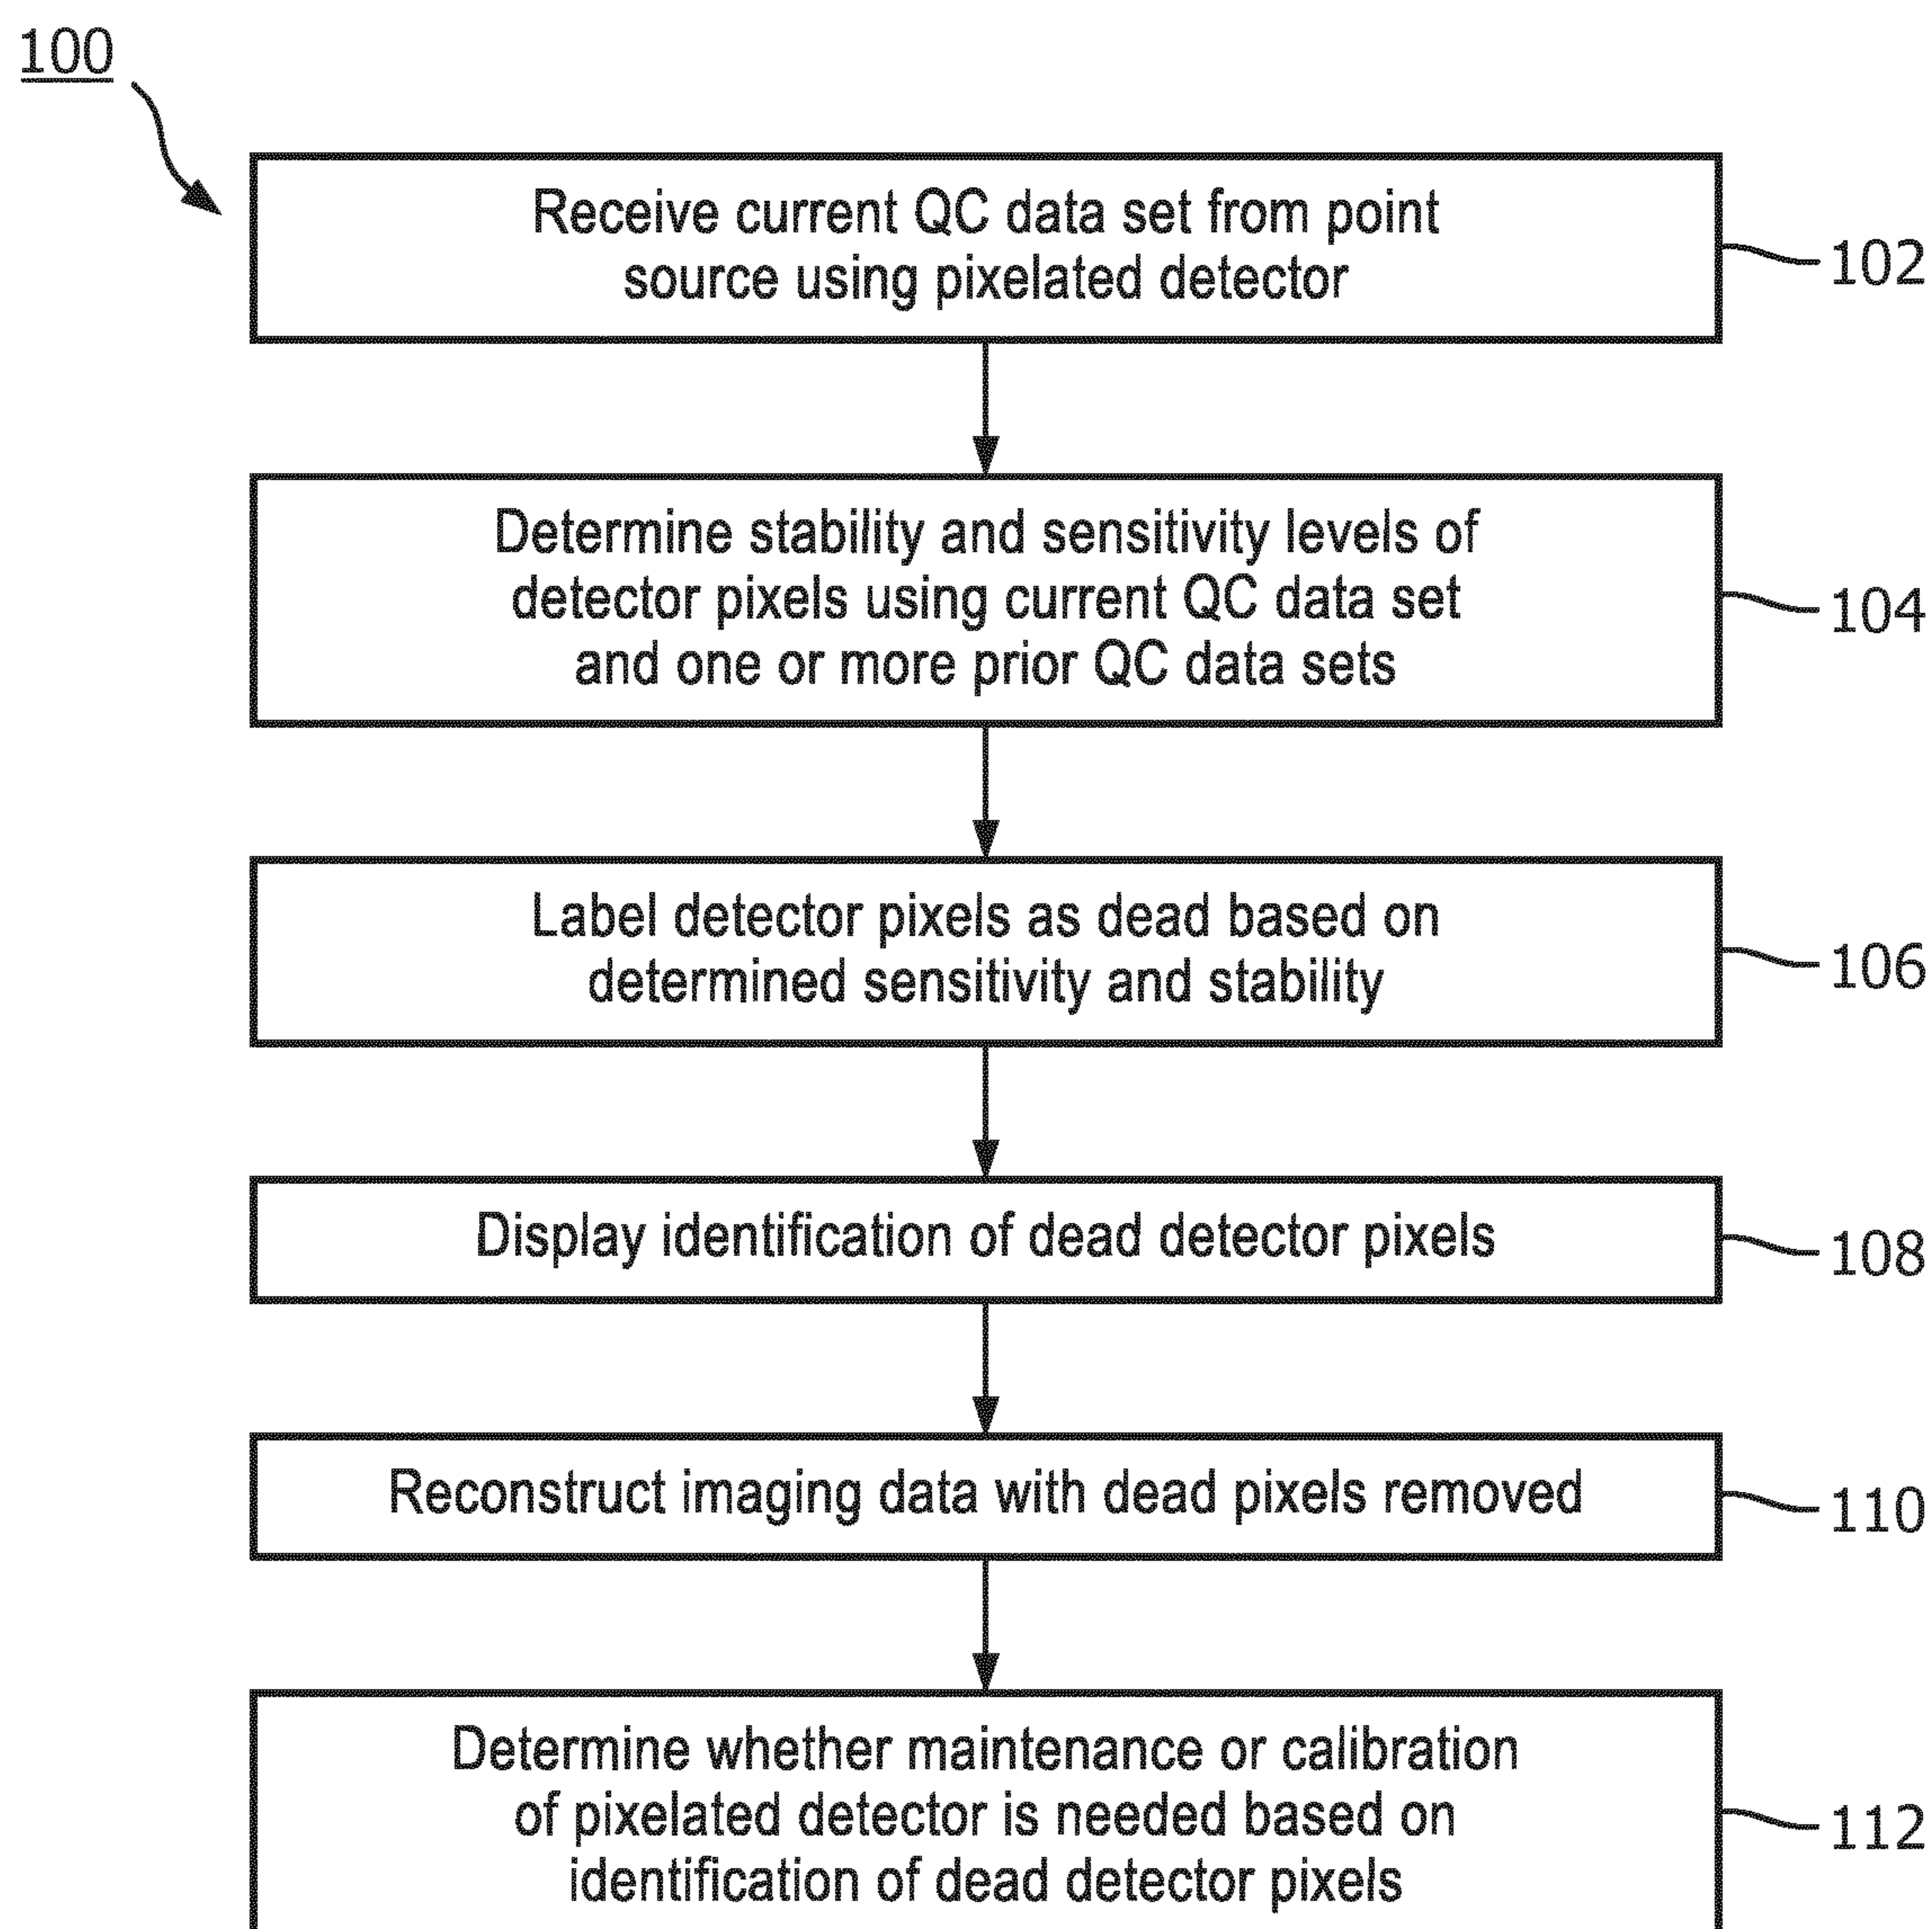 100
Receive current QC data set from point
source using pixelated detector
102
Determine stability and sensitivity levels of
detector pixels using current QC data set
and one or more prior QC data sets
104
Label detector pixels as dead based on
determined sensitivity and stability
106
Display identification of dead detector pixels
108
Reconstruct imaging data with dead pixels removed
110
Determine whether maintenance or calibration
of pixelated detector is needed based on
identification of dead detector pixels
112